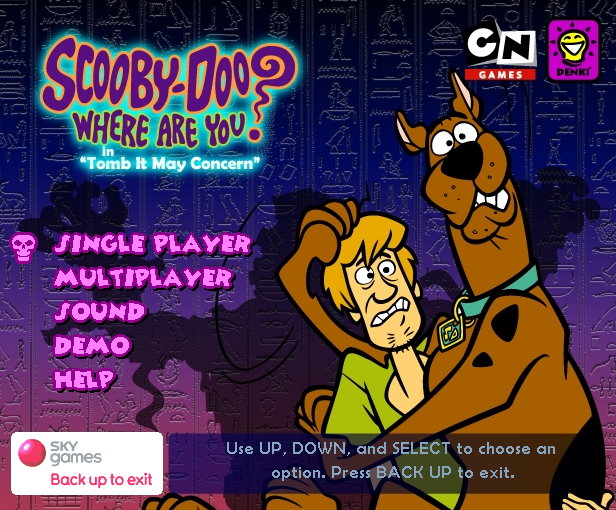 SCOOBY-DOO
WHERE ARE YOU?
in
"Tomb It May Concern"
CN
GAMES
DENKI
SINGLE PLAYER
MULTIPLAYER
SOUND
DEMO
HELP
SD
sky
games
Back up to exit
Use UP, DOWN, and SELECT to choose an
option. Press BACK UP to exit.